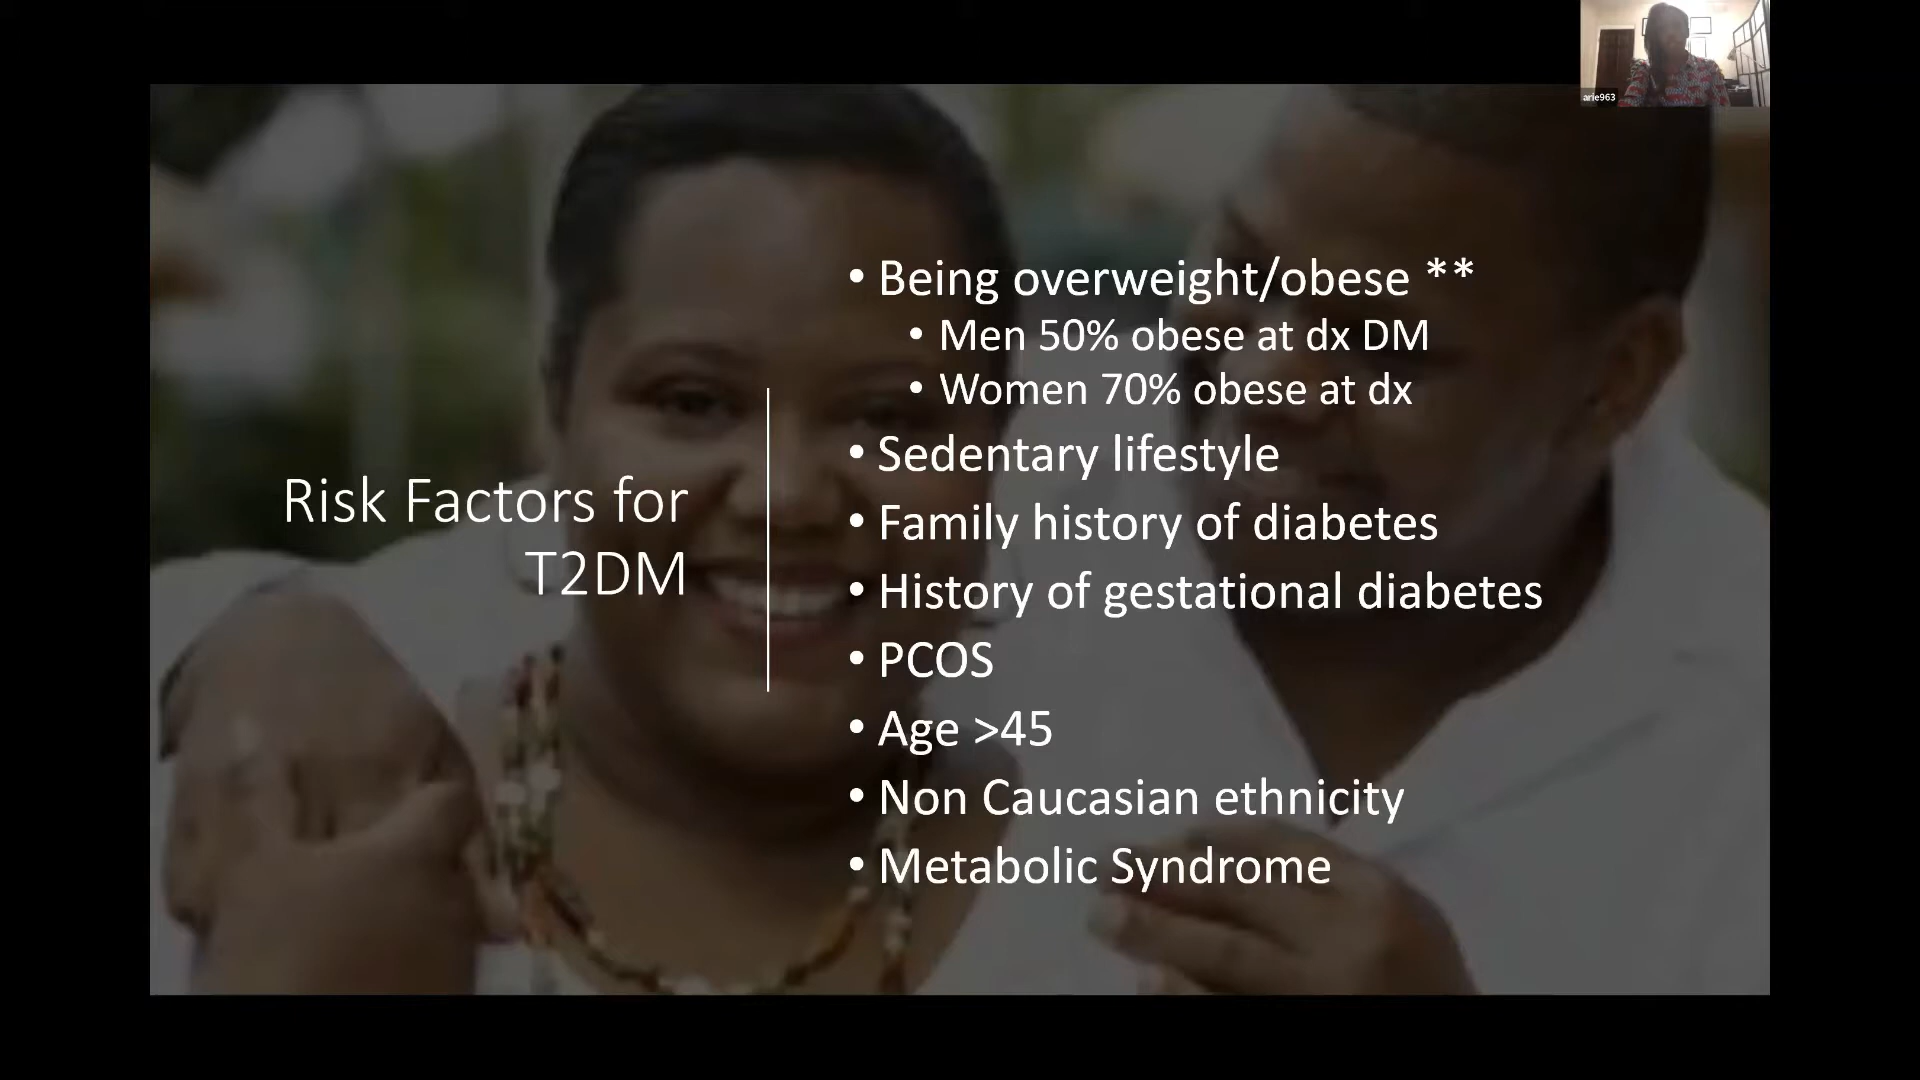 arie963
Risk Factors for
T2DM
• Being overweight/obese **
• Men 50% obese at dx DM
• Women 70% obese at dx
• Sedentary lifestyle
• Family history of diabetes
• History of gestational diabetes
• PCOS
• Age >45
• Non Caucasian ethnicity
• Metabolic Syndrome